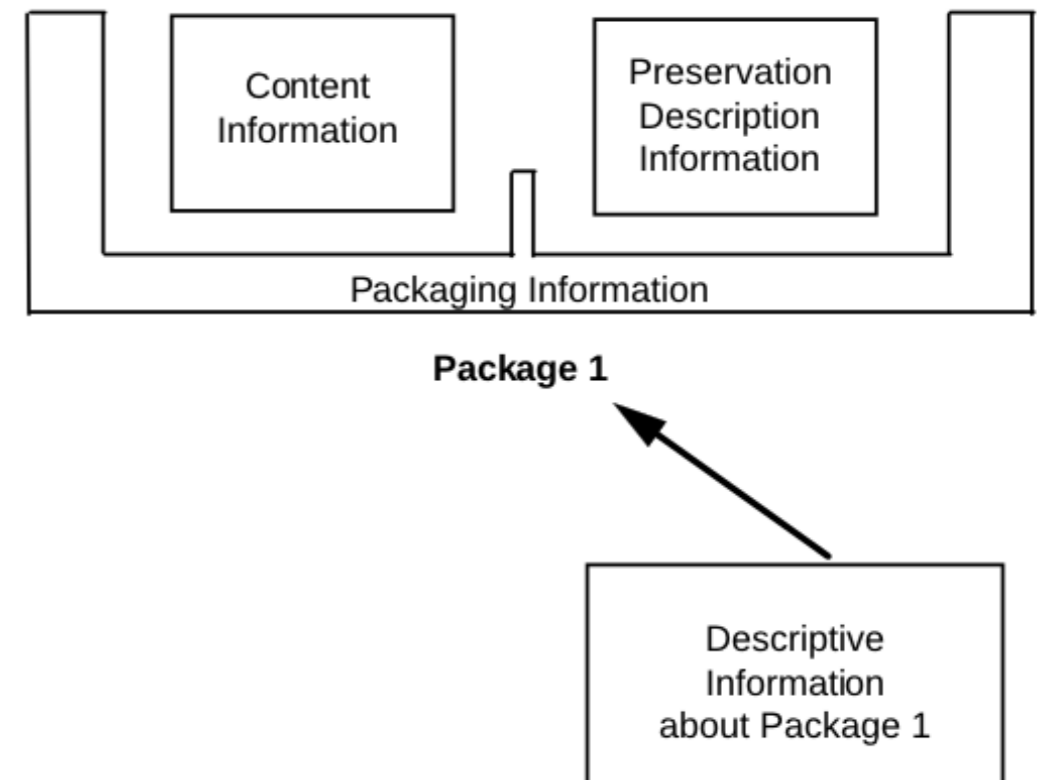 Content
Information
Preservation
Description
Information
Packaging Information
Package 1
Descriptive
Information
about Package 1